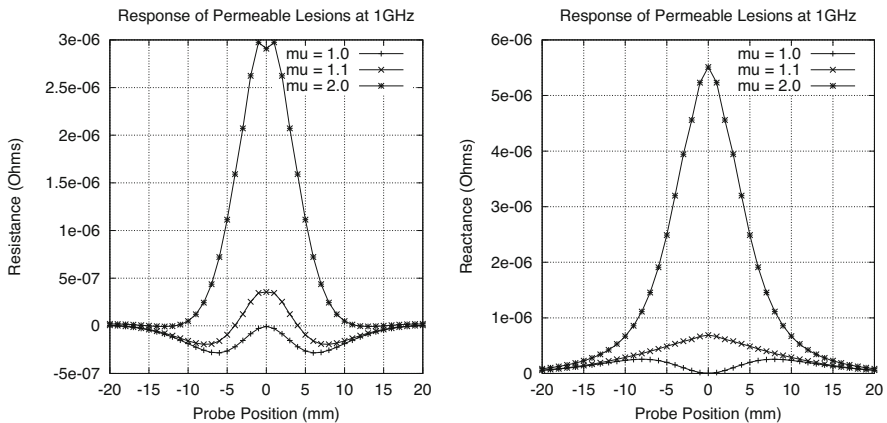 Response of Permeable Lesions at 1GHz
3e-06
2.5e-06
2e-06
1.5e-06
1e-06
5e-07
0
-5e-07
mu = 1.0
mu = 1.1
mu = 2.0
Resistance (Ohms)
-20 -15 -10 -5 0 5 10 15 20
Probe Position (mm)
Response of Permeable Lesions at 1GHz
6e-06
5e-06
4e-06
3e-06
2e-06
1e-06
0
mu = 1.0
mu = 1.1
mu = 2.0
Reactance (Ohms)
-20 -15 -10 -5 0 5 10 15 20
Probe Position (mm)